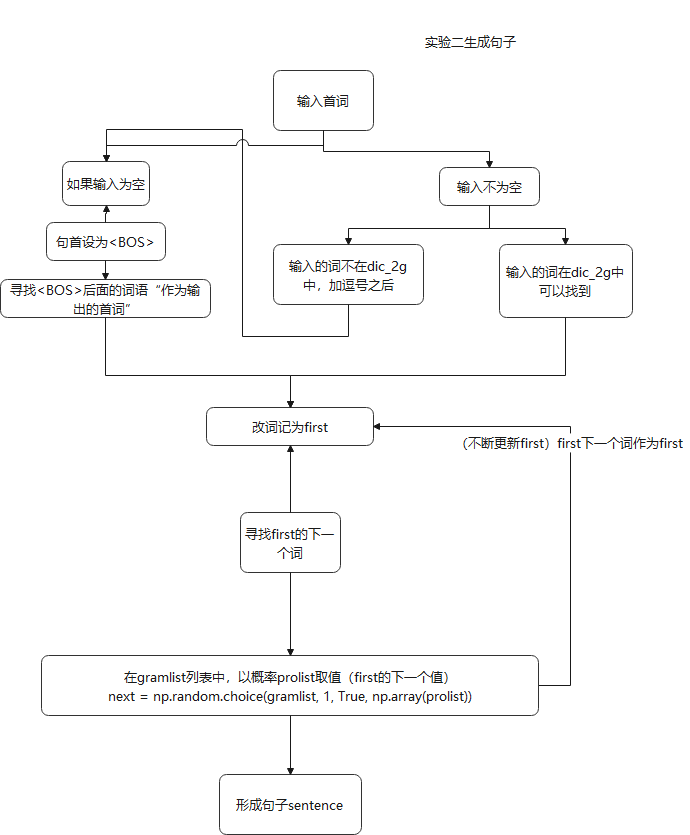 实验二生成句子
输入首词
如果输入为空
输入不为空
句首设为<BOS>
输入的词不在dic_2g
中，加逗号之后
输入的词在dic_2g中
可以找到
寻找<BOS>后面的词语“作为输
出的首词”
改词记为first
（不断更新first）first下一个词作为first
寻找first的下一
个词
在gramlist列表中，以概率prolist取值（first的下一个值）
next = np.random.choice(gramlist, 1, True, np.array(prolist))
形成句子sentence